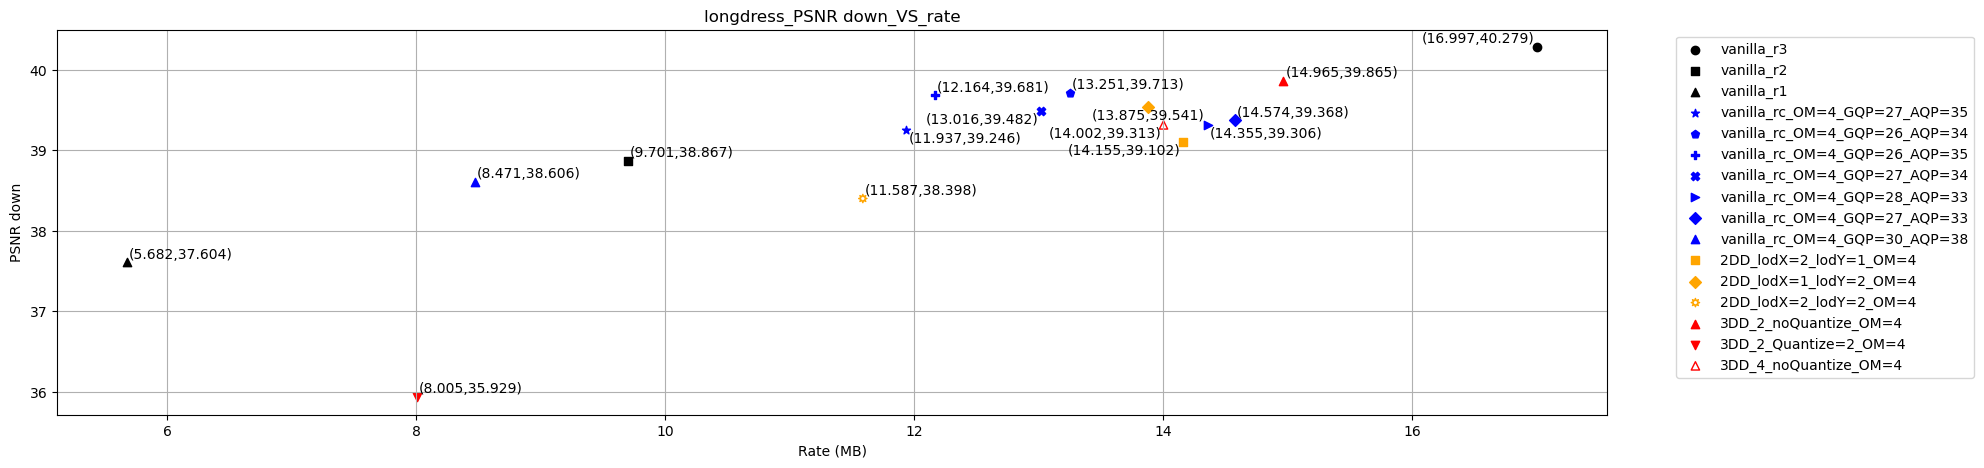 longdress_PSNR down_VS_rate
(16.997,40.279)
(14.965,39.865)
(12.164,39.681)
(13.251,39.713)
(13.016,39.482)
(13.875,39.541)
(14.574,39.368)
(11.937,39.246)
(14.002,39.313)
(14.355,39.306)
(14.155,39.102)
(9.701,38.867)
(8.471,38.606)
(11.587,38.398)
(5.682,37.604)
(8.005,35.929)
40
39
38
37
36
PSNR down
6
8
10
12
14
16
Rate (MB)
vanilla_r3
vanilla_r2
vanilla_r1
vanilla_rc_OM=4_GQP=27_AQP=35
vanilla_rc_OM=4_GQP=26_AQP=34
vanilla_rc_OM=4_GQP=26_AQP=35
vanilla_rc_OM=4_GQP=27_AQP=34
vanilla_rc_OM=4_GQP=28_AQP=33
vanilla_rc_OM=4_GQP=27_AQP=33
vanilla_rc_OM=4_GQP=30_AQP=38
2DD_lodX=2_lodY=1_OM=4
2DD_lodX=1_lodY=2_OM=4
2DD_lodX=2_lodY=2_OM=4
3DD_2_noQuantize_OM=4
3DD_2_Quantize=2_OM=4
3DD_4_noQuantize_OM=4